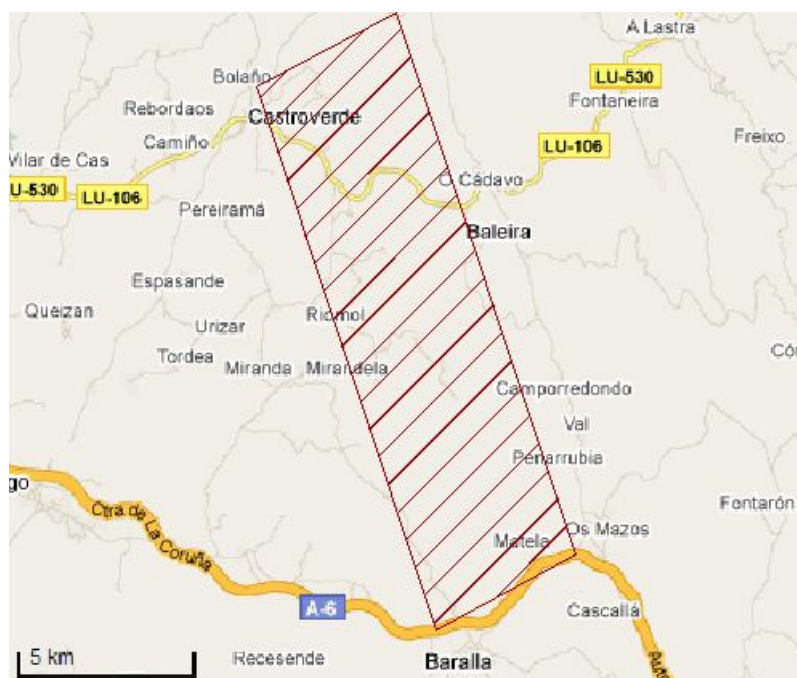 A Lastra
Bolaño
LU-530
Rebordaos
Castroverde
Fontaneira
Camiño
LU-106
Freixo
Vilar de Cas
O Cádavo
U-530
LU-106
Pereiramá
Baleira
Espasande
Queizan
Riomol
Urizar
Tordea
Có
Miranda
Mirandela
Camporredondo
Val
Penarrubia
go
Ctra de La Coruña
Fontarón
Os Mazos
Matela
A-6
Cascallá
5 km
Recesende
Baralla